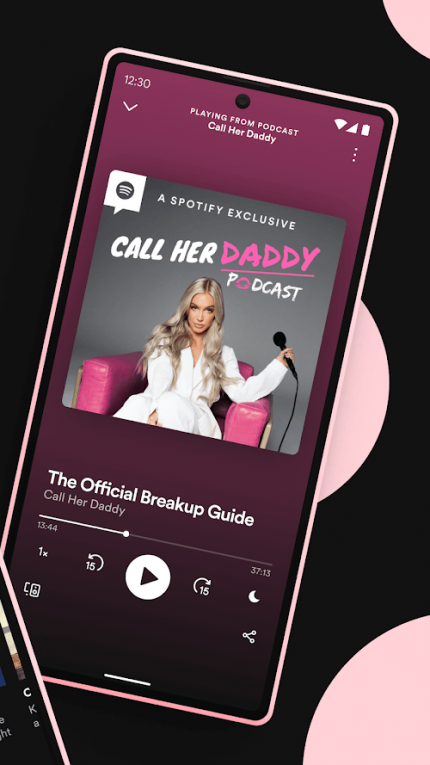 12:30
PLAYING FROM PODCAST
Call Her Daddy
A SPOTIFY EXCLUSIVE
CALL HER DADDY
PODCAST
The Official Breakup Guide
Call Her Daddy
13:44
37:13
1x
15
15
C
K
a